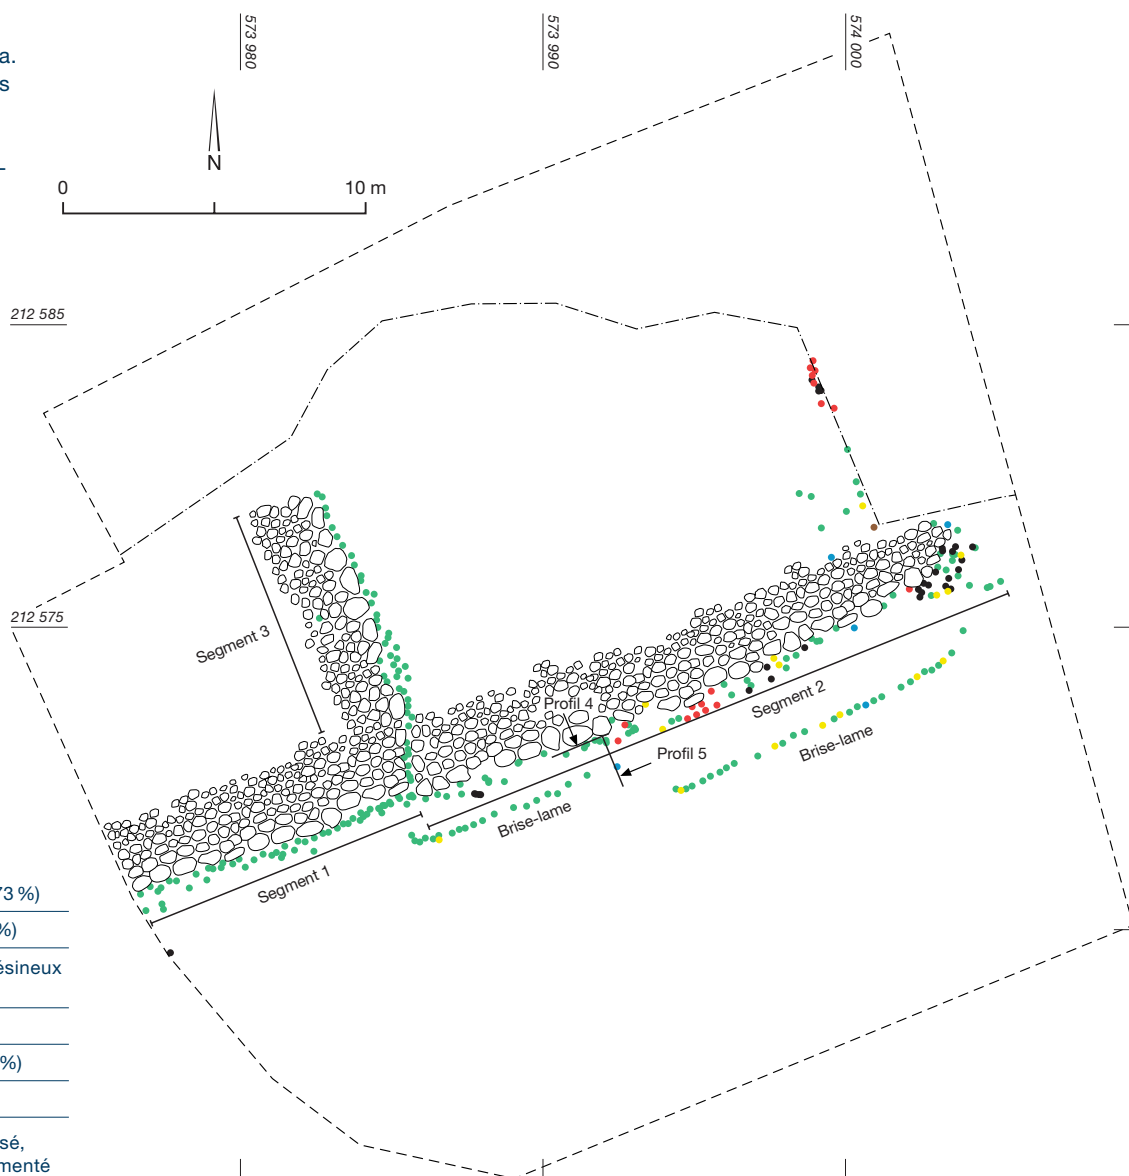 573 980
573 990
574 000
a.
s
N
0
10 m
212 585
212 575
Segment 3
Profil 4
Segment 2
Profil 5
Brise-lame
Brise-lame
Segment 1
73 %)
%)
ésineux
%)
sé,
menté